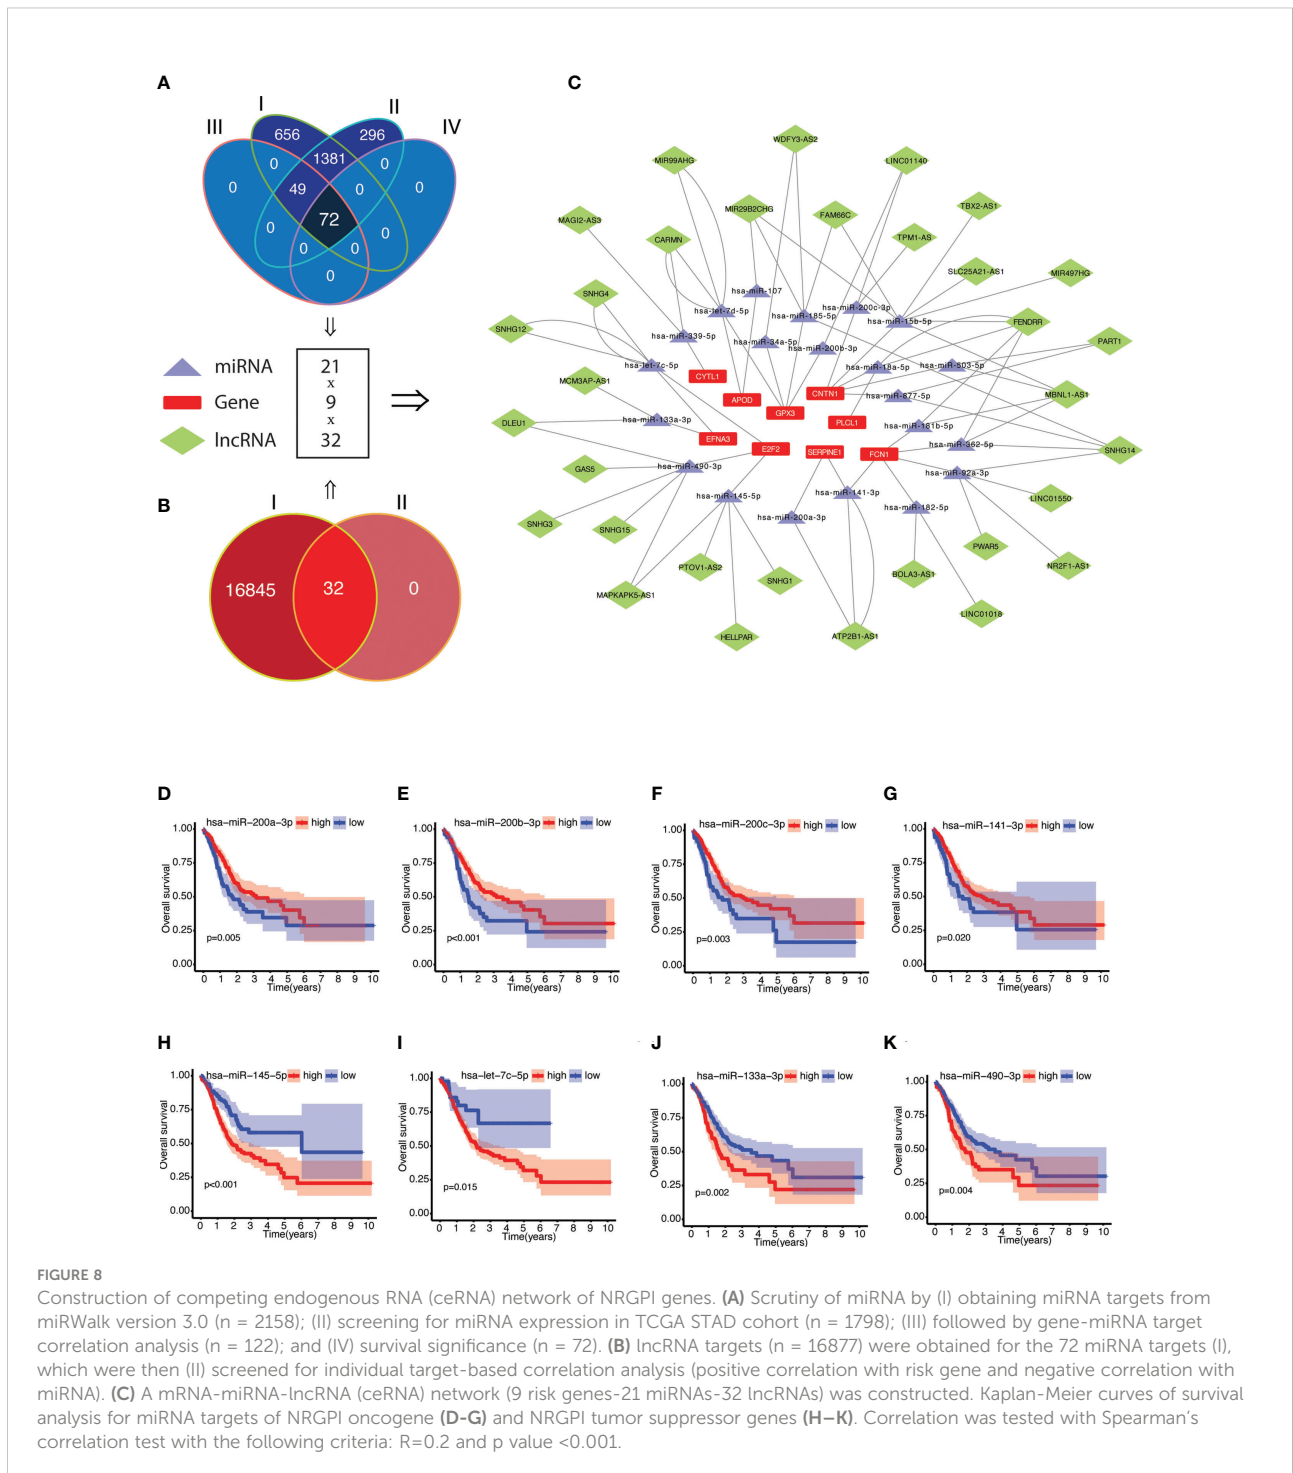 A
I
II
III
IV
656
296
0
1381
0
0
49
0
0
72
0
0
0
0
0
miRNA
Gene
lncRNA
21
x
9
x
32
B
I
II
16845
32
0
C
WDFY3-AS2
MIR99AHG
LINC01140
MIR29B2CHG
FAM66C
TBX2-AS1
MAGI2-AS3
CARMN
TPM1-AS
SLC25A21-AS1
MIR497HG
SNHG4
hsa-miR-107
hsa-let-7d-5p
hsa-miR-185-5p
hsa-miR-200c-3p
hsa-miR-15b-5p
FENDRR
SNHG12
hsa-miR-339-5p
hsa-miR-34a-5p
hsa-miR-200b-3p
PART1
hsa-let-7c-5p
CYTL1
hsa-miR-18a-5p
hsa-miR-503-5p
MCM3AP-AS1
APOD
CNTN1
hsa-miR-877-5p
MBNL1-AS1
GPX3
DLEU1
hsa-miR-133a-3p
PLCL1
hsa-miR-181b-5p
EFNA3
E2F2
SERPINE1
FCN1
hsa-miR-362-5p
SNHG14
GAS5
hsa-miR-490-3p
hsa-miR-92a-3p
hsa-miR-145-5p
hsa-miR-141-3p
LINC01550
hsa-miR-200a-3p
hsa-miR-182-5p
SNHG3
SNHG15
PWAR5
NR2F1-AS1
PTOV1-AS2
SNHG1
BOLA3-AS1
MAPKAPK5-AS1
LINC01018
HELLPAR
ATP2B1-AS1
D
hsa-miR-200a-3p high low
Overall survival
1.00
0.75
0.50
0.25
0.00
p=0.005
0 1 2 3 4 5 6 7 8 9 10
Time(years)
E
hsa-miR-200b-3p high low
Overall survival
1.00
0.75
0.50
0.25
0.00
p<0.001
0 1 2 3 4 5 6 7 8 9 10
Time(years)
F
hsa-miR-200c-3p high low
Overall survival
1.00
0.75
0.50
0.25
0.00
p=0.003
0 1 2 3 4 5 6 7 8 9 10
Time(years)
G
hsa-miR-141-3p high low
Overall survival
1.00
0.75
0.50
0.25
0.00
p=0.020
0 1 2 3 4 5 6 7 8 9 10
Time(years)
H
hsa-miR-145-5p high low
Overall survival
1.00
0.75
0.50
0.25
0.00
p<0.001
0 1 2 3 4 5 6 7 8 9 10
Time(years)
I
hsa-let-7c-5p high low
Overall survival
1.00
0.75
0.50
0.25
0.00
p=0.015
0 1 2 3 4 5 6 7 8 9 10
Time(years)
J
hsa-miR-133a-3p high low
Overall survival
1.00
0.75
0.50
0.25
0.00
p=0.002
0 1 2 3 4 5 6 7 8 9 10
Time(years)
K
hsa-miR-490-3p high low
Overall survival
1.00
0.75
0.50
0.25
0.00
p=0.004
0 1 2 3 4 5 6 7 8 9 10
Time(years)
FIGURE 8
Construction of competing endogenous RNA (ceRNA) network of NRGPI genes. (A) Scrutiny of miRNA by (I) obtaining miRNA targets from
miRWalk version 3.0 (n = 2158); (II) screening for miRNA expression in TCGA STAD cohort (n = 1798); (III) followed by gene-miRNA target
correlation analysis (n = 122); and (IV) survival significance (n = 72). (B) lncRNA targets (n = 16877) were obtained for the 72 miRNA targets (I),
which were then (II) screened for individual target-based correlation analysis (positive correlation with risk gene and negative correlation with
miRNA). (C) A mRNA-miRNA-lncRNA (ceRNA) network (9 risk genes-21 miRNAs-32 lncRNAs) was constructed. Kaplan-Meier curves of survival
analysis for miRNA targets of NRGPI oncogene (D-G) and NRGPI tumor suppressor genes (H–K). Correlation was tested with Spearman's
correlation test with the following criteria: R=0.2 and p value <0.001.